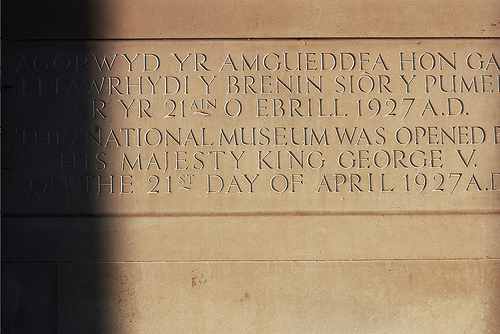 AGORWYD YR AMGUEDDFA HON GA
EI FAWRHYDI Y BRENIN SIÔR Y PUME
AR YR 21AIN O EBRILL 1927 A.D.
THIS NATIONAL MUSEUM WAS OPENED B
HIS MAJESTY KING GEORGE V.
ON THE 21ST DAY OF APRIL 1927 A.D